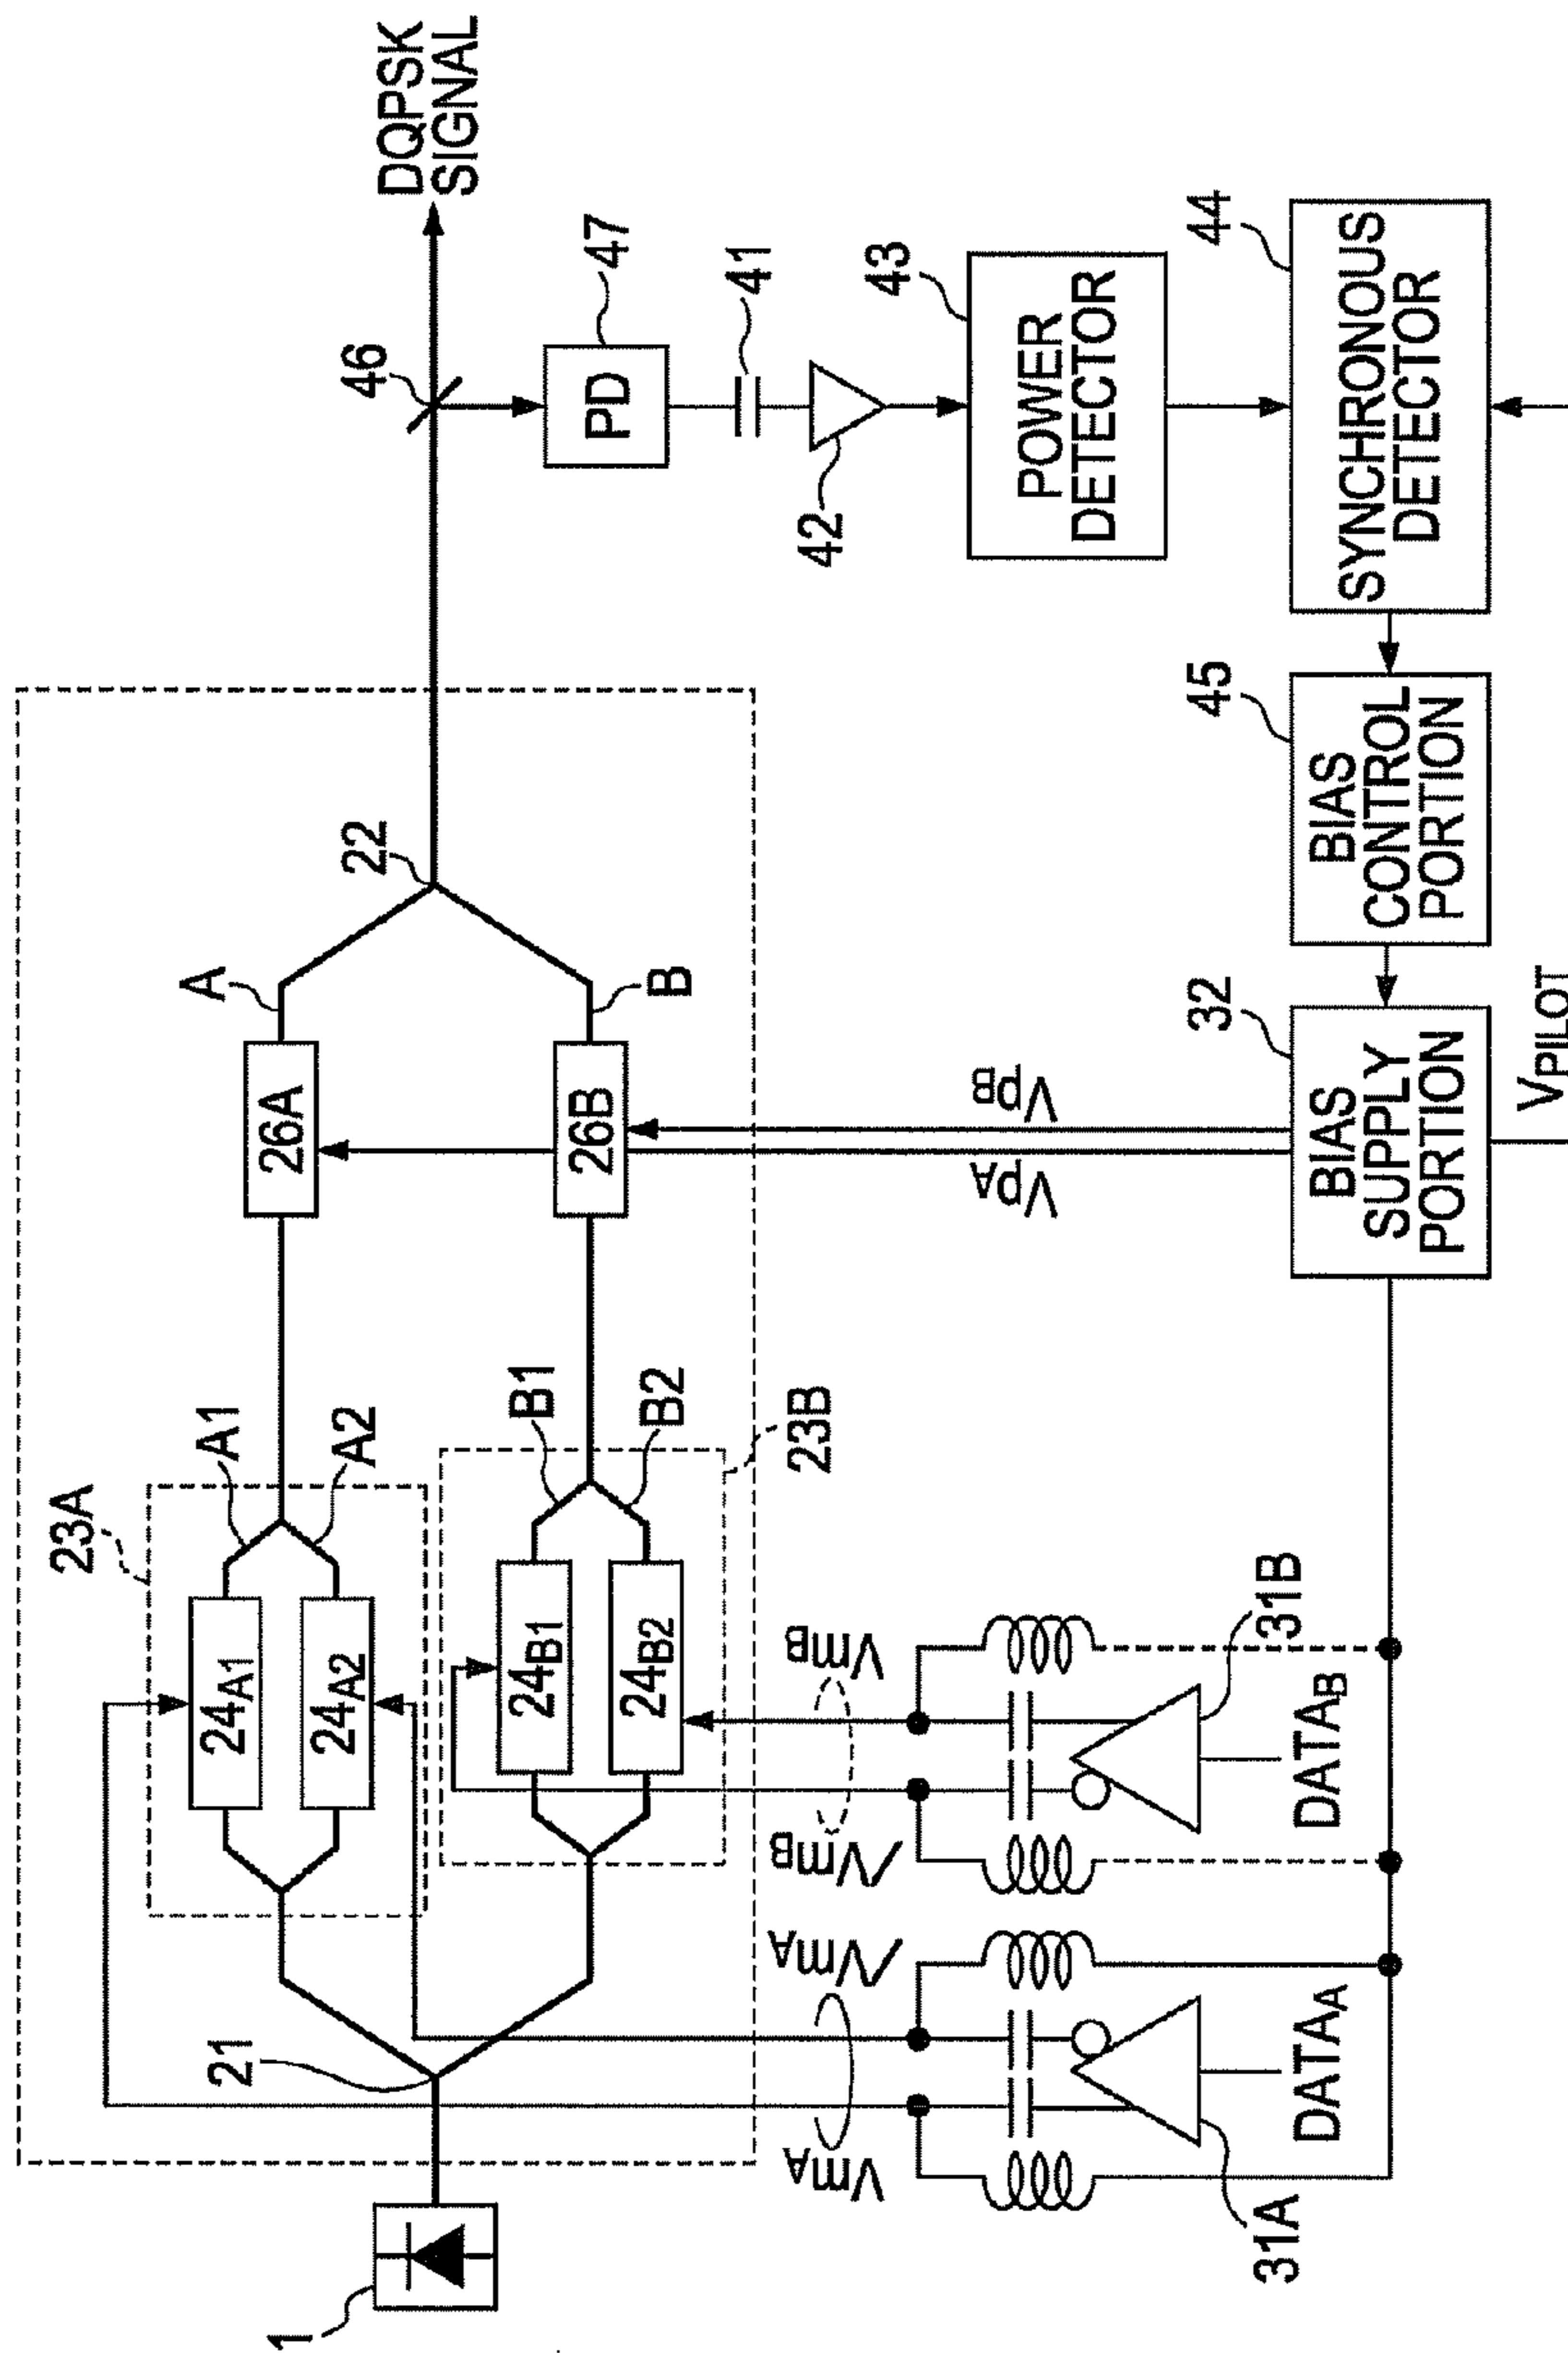 DQPSK
SIGNAL
46
47
PD
41
42
43
POWER
DETECTOR
44
SYNCHRONOUS
DETECTOR
45
BIAS
CONTROL
PORTION
32
BIAS
SUPPLY
PORTION
VPILOT
22
A
B
26A
26B
VpB
VpA
23A
A1
A2
24A1
24A2
B1
B2
23B
24B1
24B2
21
1
VmB
/VmB
/VmA
VmA
31B
DATAB
DATAA
31A